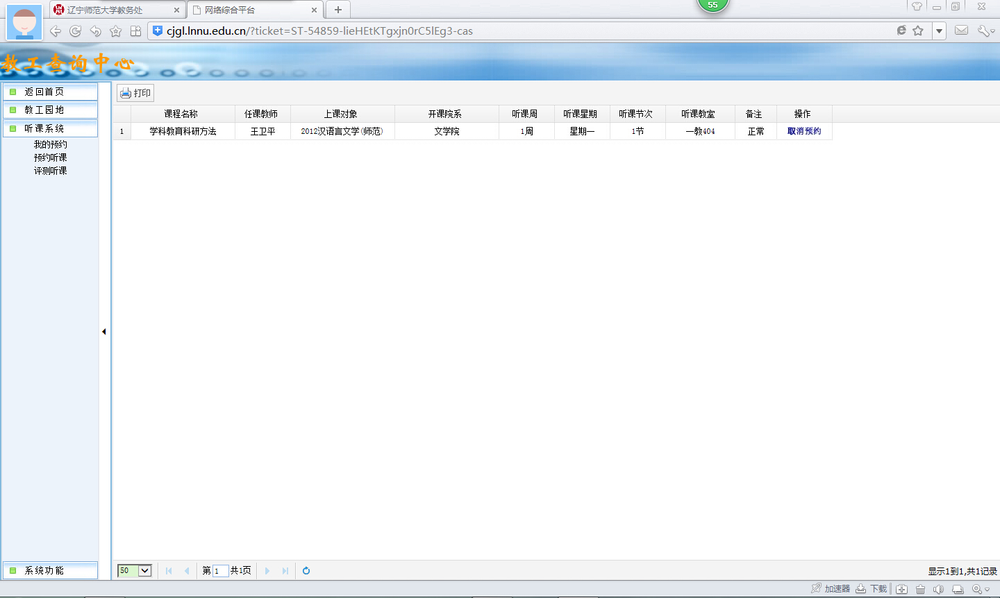 辽宁师范大学教务处
网络综合平台
55
cjgl.lnnu.edu.cn/?ticket=ST-54859-lieHEtKTgxjn0rC5lEg3-cas
教工查询中心
返回首页
教工园地
听课系统
我的预约
预约听课
评测听课
系统功能
打印
课程名称 任课教师 上课对象 开课院系 听课周 听课星期 听课节次 听课教室 备注 操作
1 学科教育科研方法 王卫平 2012汉语言文学(师范) 文学院 1周 星期一 1节 一教404 正常 取消预约
50 第 1 共1页 显示1到1,共1记录
加速器 下载